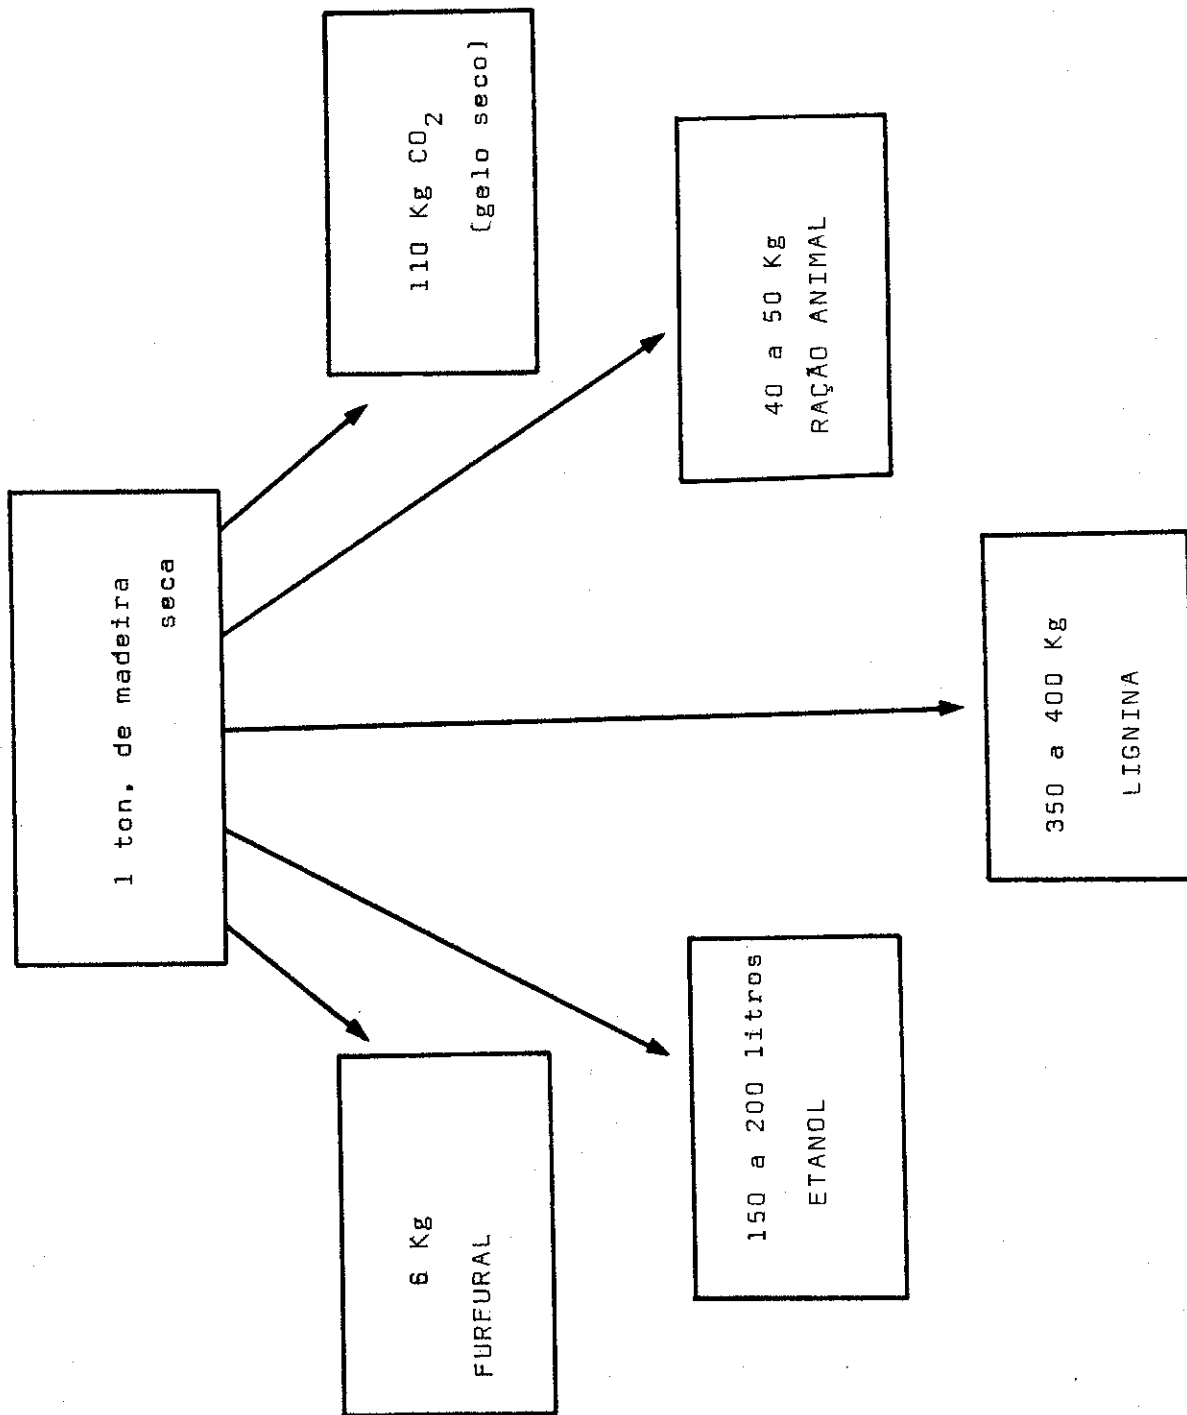 1 ton. de madeira
seca
6 Kg
FURFURAL
110 Kg CO₂
(gelo seco)
150 a 200 litros
ETANOL
40 a 50 Kg
RAÇÃO ANIMAL
350 a 400 Kg
LIGNINA